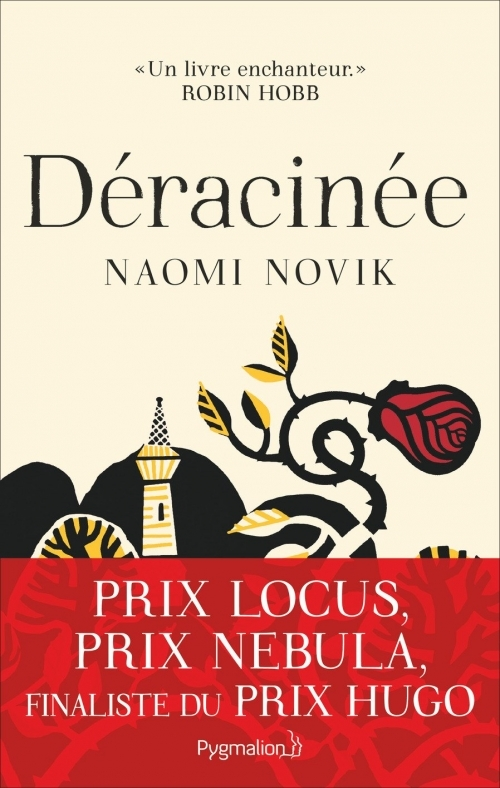 « Un livre enchanteur. »
ROBIN HOBB
Déracinée
NAOMI NOVIK
PRIX LOCUS,
PRIX NEBULA,
FINALISTE DU PRIX HUGO
Pygmalion